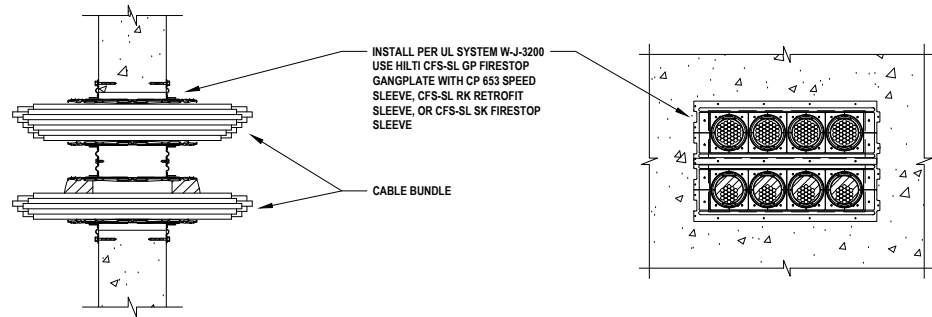 INSTALL PER UL SYSTEM W-J-3200
USE HILTI CFS-SL GP FIRESTOP
GANGPLATE WITH CP 653 SPEED
SLEEVE, CFS-SL RK RETROFIT
SLEEVE, OR CFS-SL SK FIRESTOP
SLEEVE
CABLE BUNDLE